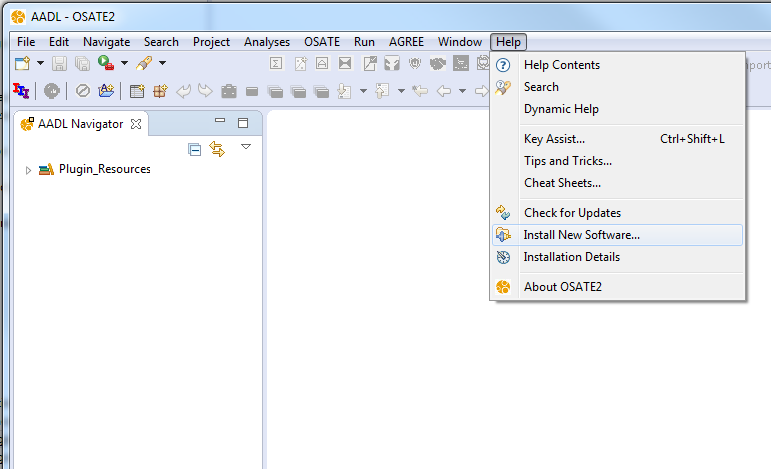 AADL - OSATE2
File Edit Navigate Search Project Analyses OSATE Run AGREE Window Help
AADL Navigator
Plugin_Resources
Help Contents
Search
Dynamic Help
Key Assist... Ctrl+Shift+L
Tips and Tricks...
Cheat Sheets...
Check for Updates
Install New Software...
Installation Details
About OSATE2